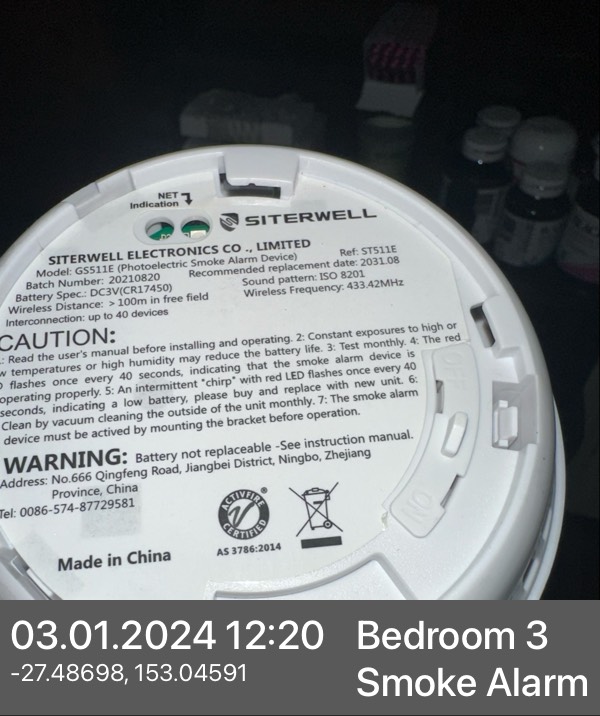 NET
Indication
SITERWELL
SITERWELL ELECTRONICS CO ., LIMITED
Model: GS511E (Photoelectric Smoke Alarm Device) Ref: ST511E
Batch Number: 20210820 Recommended replacement date: 2031.08
Battery Spec.: DC3V(CR17450) Sound pattern: ISO 8201
Wireless Distance: > 100m in free field Wireless Frequency: 433.42MHz
Interconnection: up to 40 devices
CAUTION:
: Read the user's manual before installing and operating. 2: Constant exposures to high or
w temperatures or high humidity may reduce the battery life. 3: Test monthly. 4: The red
D flashes once every 40 seconds, indicating that the smoke alarm device is
operating properly. 5: An intermittent "chirp" with red LED flashes once every 40
seconds, indicating a low battery, please buy and replace with new unit. 6:
Clean by vacuum cleaning the outside of the unit monthly. 7: The smoke alarm
device must be actived by mounting the bracket before operation.
WARNING: Battery not replaceable -See instruction manual.
Address: No.666 Qingfeng Road, Jiangbei District, Ningbo, Zhejiang
Province, China
Tel: 0086-574-87729581
ACTIVFIRE
CERTIFIED
AS 3786:2014
Made in China
OFF
ON
03.01.2024 12:20
-27.48698, 153.04591
Bedroom 3
Smoke Alarm